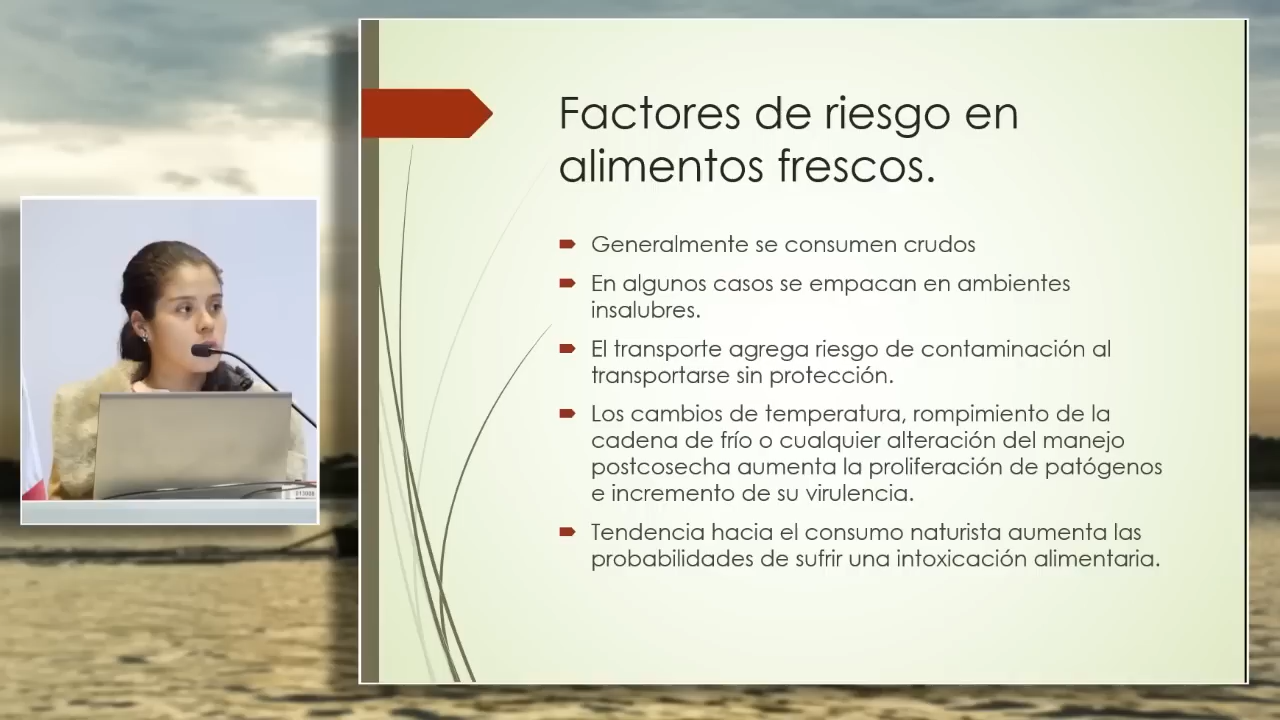 Factores de riesgo en
alimentos frescos.
Generalmente se consumen crudos
En algunos casos se empacan en ambientes
insalubres.
El transporte agrega riesgo de contaminación al
transportarse sin protección.
Los cambios de temperatura, rompimiento de la
cadena de frío o cualquier alteración del manejo
postcosecha aumenta la proliferación de patógenos
e incremento de su virulencia.
Tendencia hacia el consumo naturista aumenta las
probabilidades de sufrir una intoxicación alimentaria.